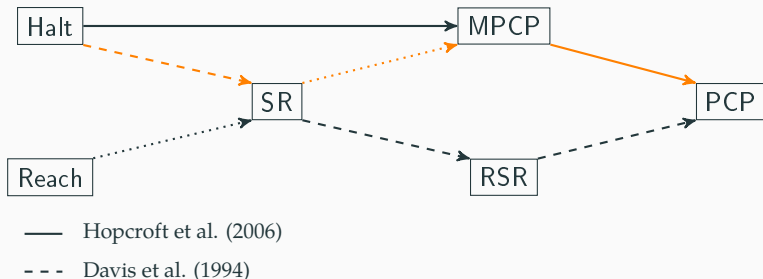 Halt
MPCP
SR
PCP
Reach
RSR
Hopcroft et al. (2006)
Davis et al. (1994)